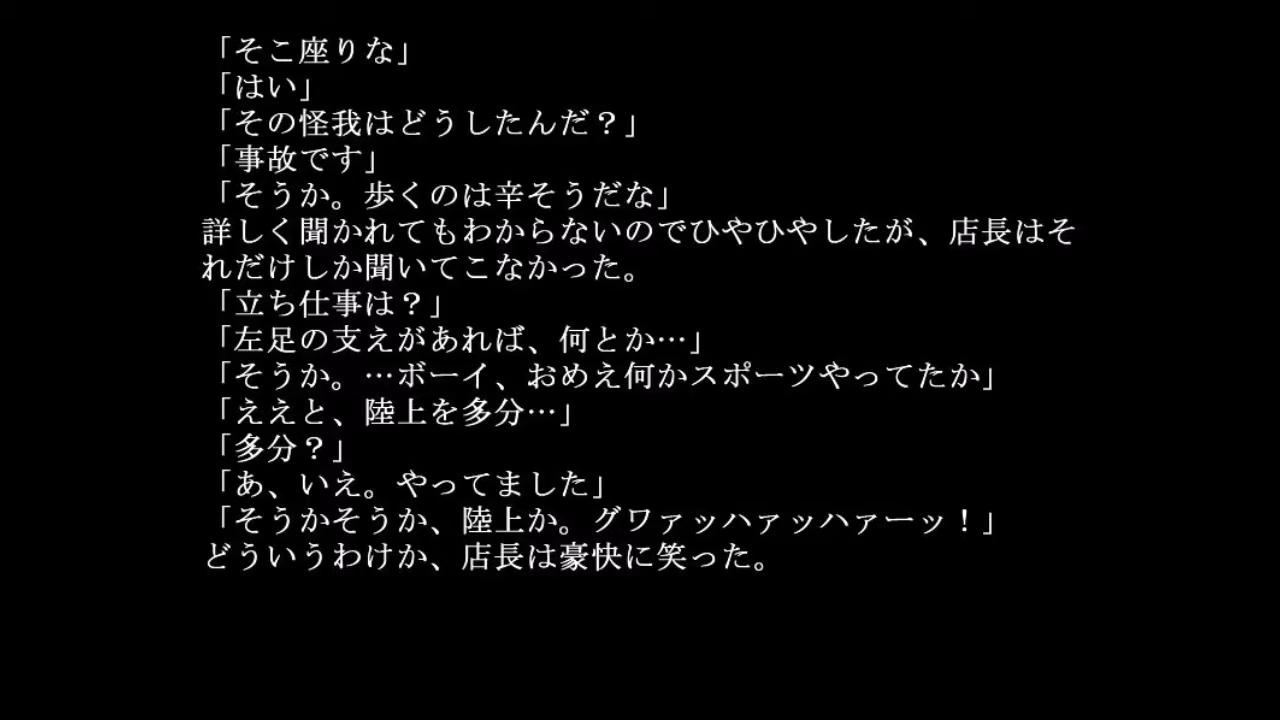 「そこ座りな」
「はい」
「その怪我はどうしたんだ？」
「事故です」
「そうか。歩くのは辛そうだな」
詳しく聞かれてもわからないのでひやひやしたが、店長はそ
れだけしか聞いてこなかった。
「立ち仕事は？」
「左足の支えがあれば、何とか…」
「そうか。…ボーイ、おめえ何かスポーツやってたか」
「ええと、陸上を多分…」
「多分？」
「あ、いえ。やってました」
「そうかそうか、陸上か。グワァッハァッハァーッ！」
どういうわけか、店長は豪快に笑った。